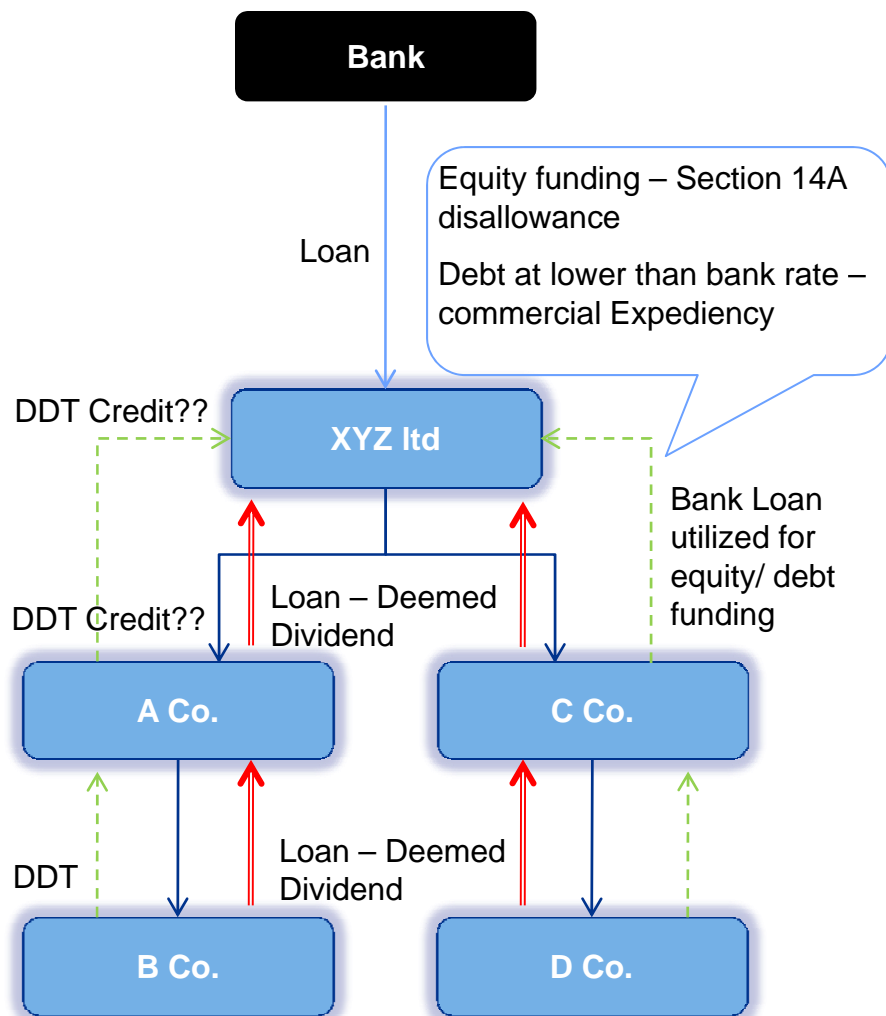 Bank
Equity funding – Section 14A
disallowance
Debt at lower than bank rate –
commercial Expediency
Loan
DDT Credit??
XYZ ltd
Bank Loan
utilized for
equity/ debt
funding
Loan – Deemed
Dividend
DDT Credit??
A Co.
C Co.
Loan – Deemed
Dividend
DDT
B Co.
D Co.